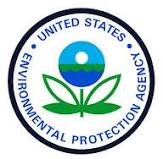 UNITED STATES
ENVIRONMENTAL PROTECTION AGENCY